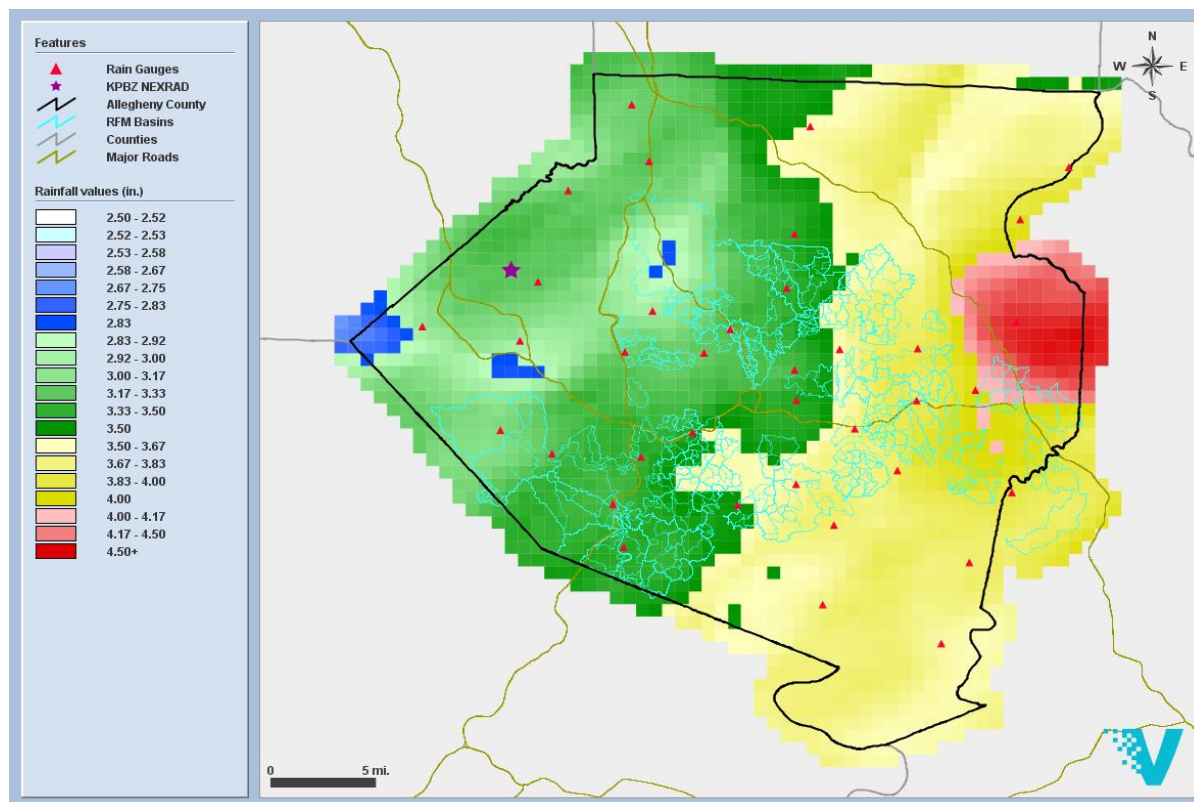 Features
Rain Gauges
KPBZ NEXRAD
Allegheny County
RFM Basins
Counties
Major Roads
Rainfall values (in.)
2.50 - 2.52
2.52 - 2.53
2.53 - 2.58
2.58 - 2.67
2.67 - 2.75
2.75 - 2.83
2.83
2.83 - 2.92
2.92 - 3.00
3.00 - 3.17
3.17 - 3.33
3.33 - 3.50
3.50
3.50 - 3.67
3.67 - 3.83
3.83 - 4.00
4.00
4.00 - 4.17
4.17 - 4.50
4.50+
N
W E
S
0 5 mi.
V